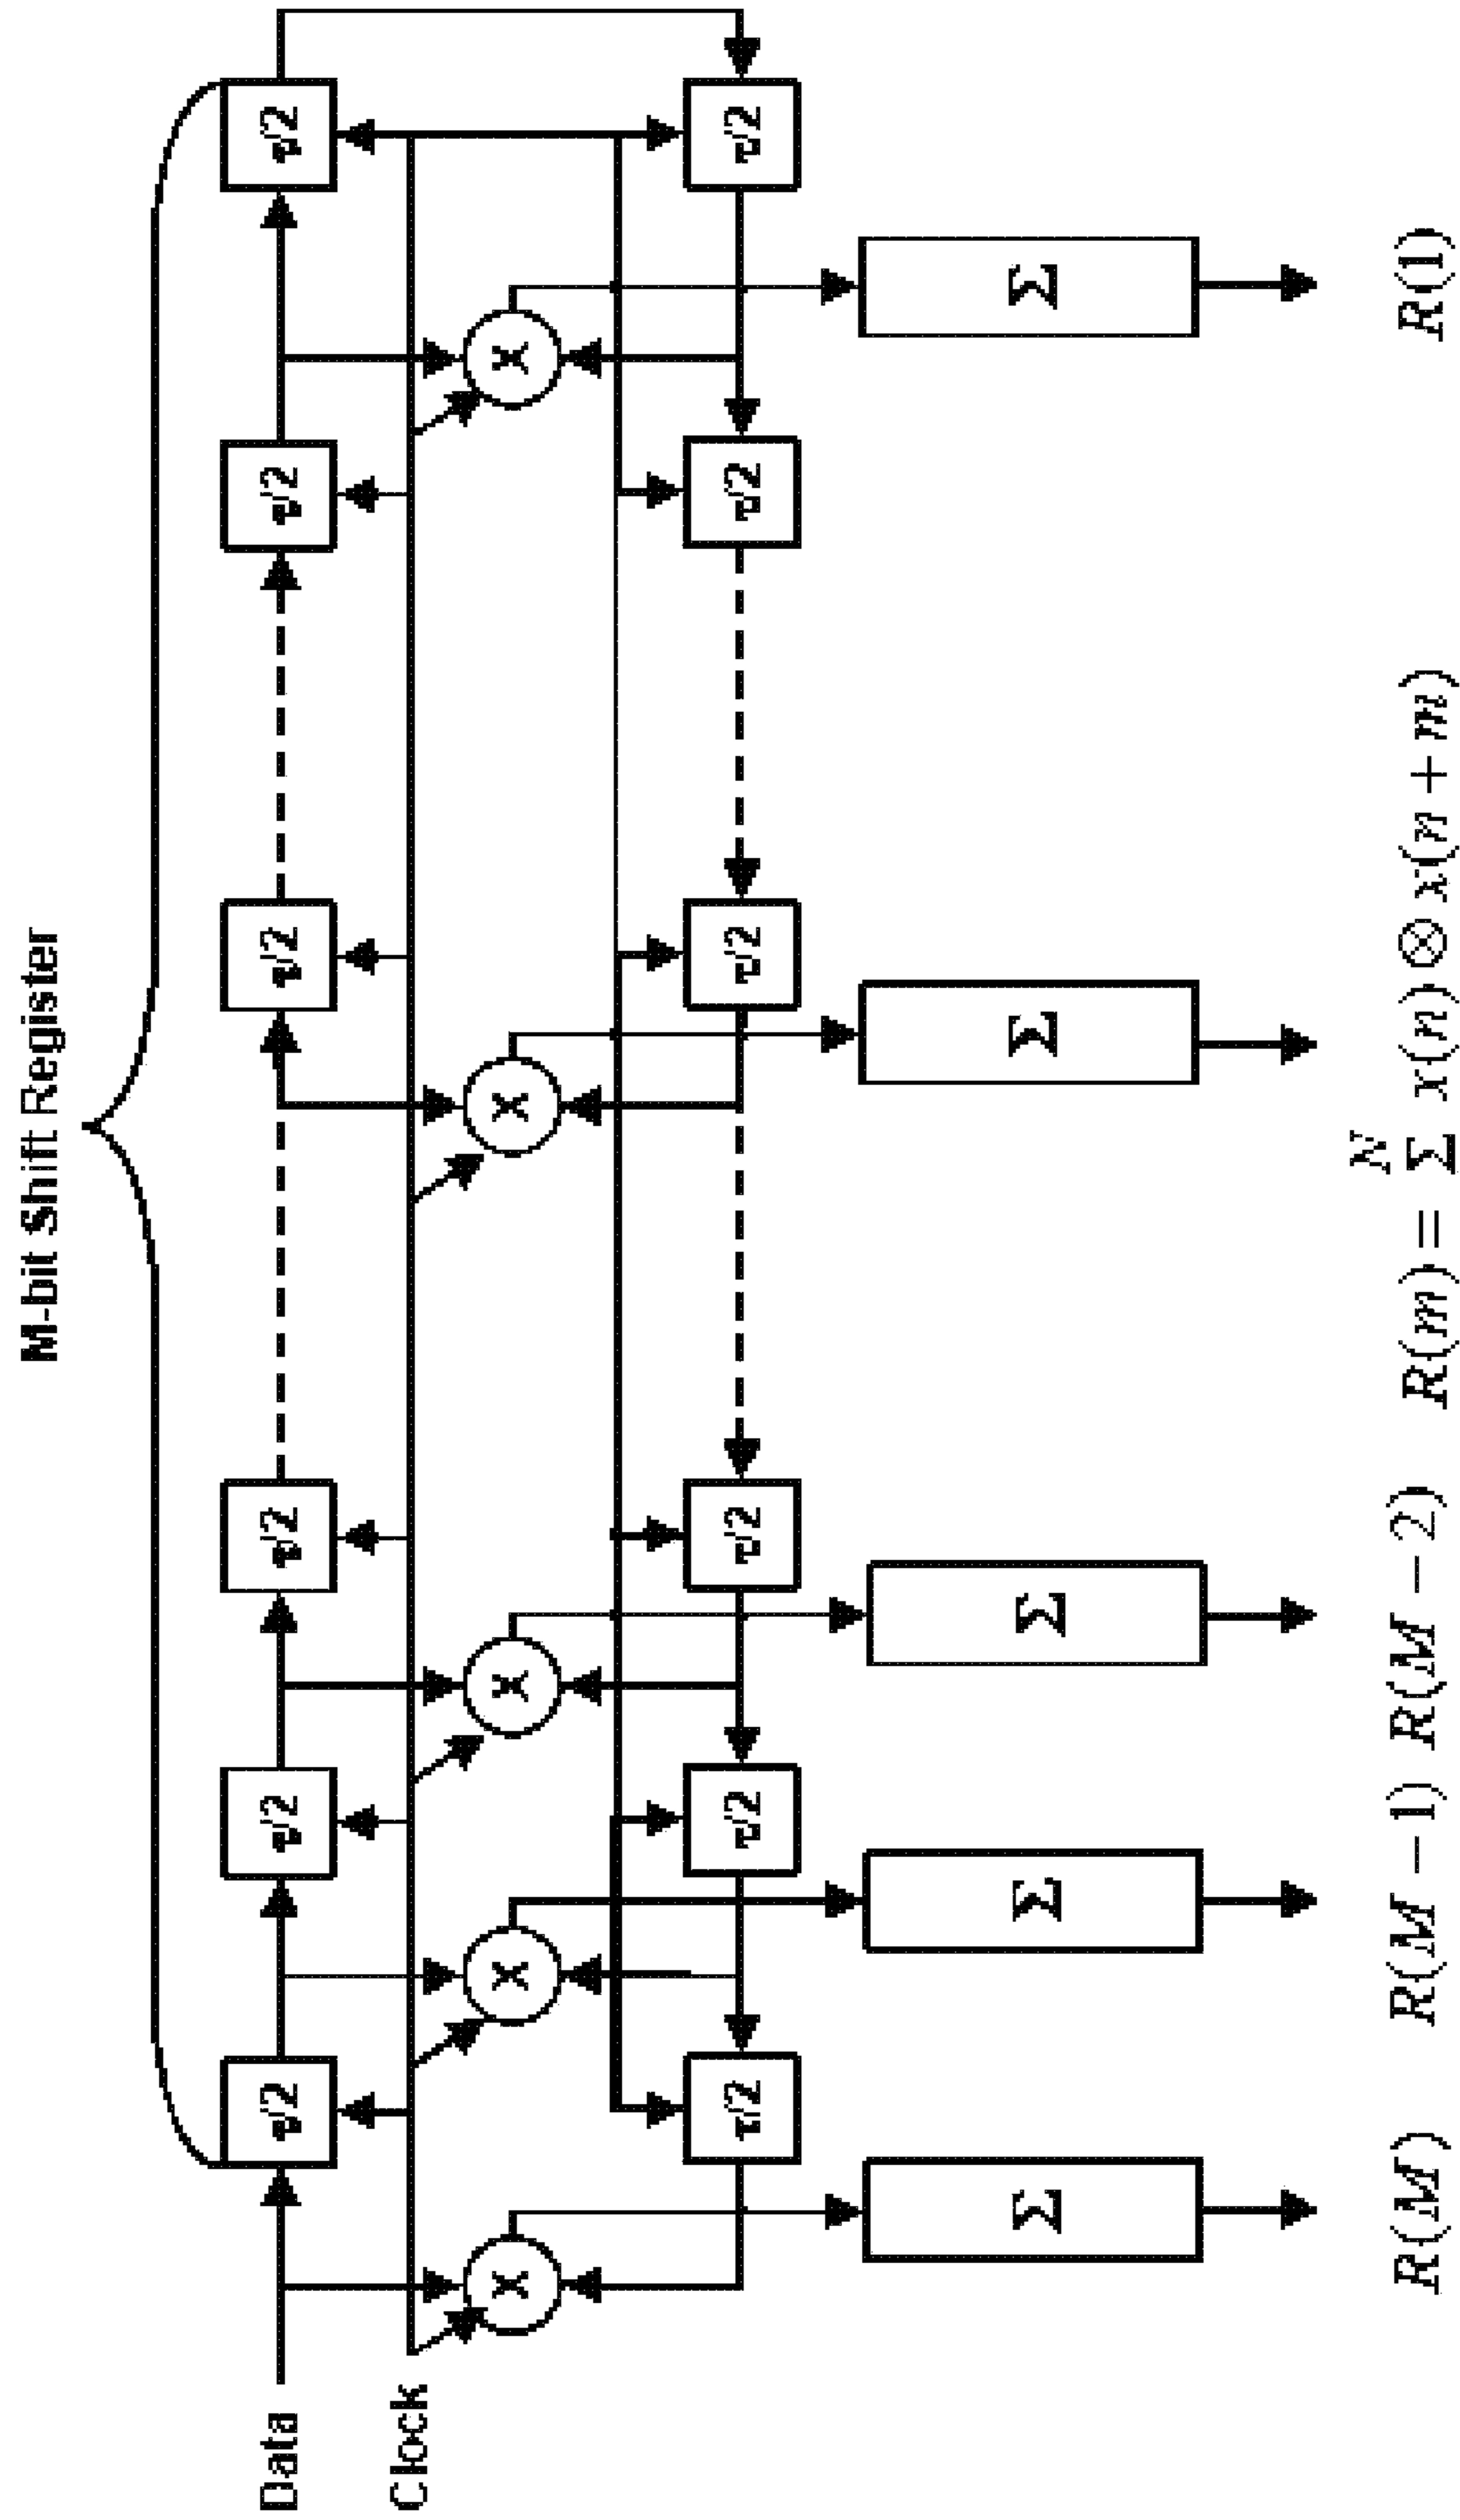 M-bit Shift Register
Data
τ/2 τ/2 τ/2 τ/2 τ/2 τ/2
Clock
X X X X X
τ/2 τ/2 τ/2 τ/2 τ/2 τ/2
Σ Σ Σ Σ Σ
R(M) R(M − 1) R(M − 2) R(m) = N Σ x(n) ⊗ x(n + m) R(1)